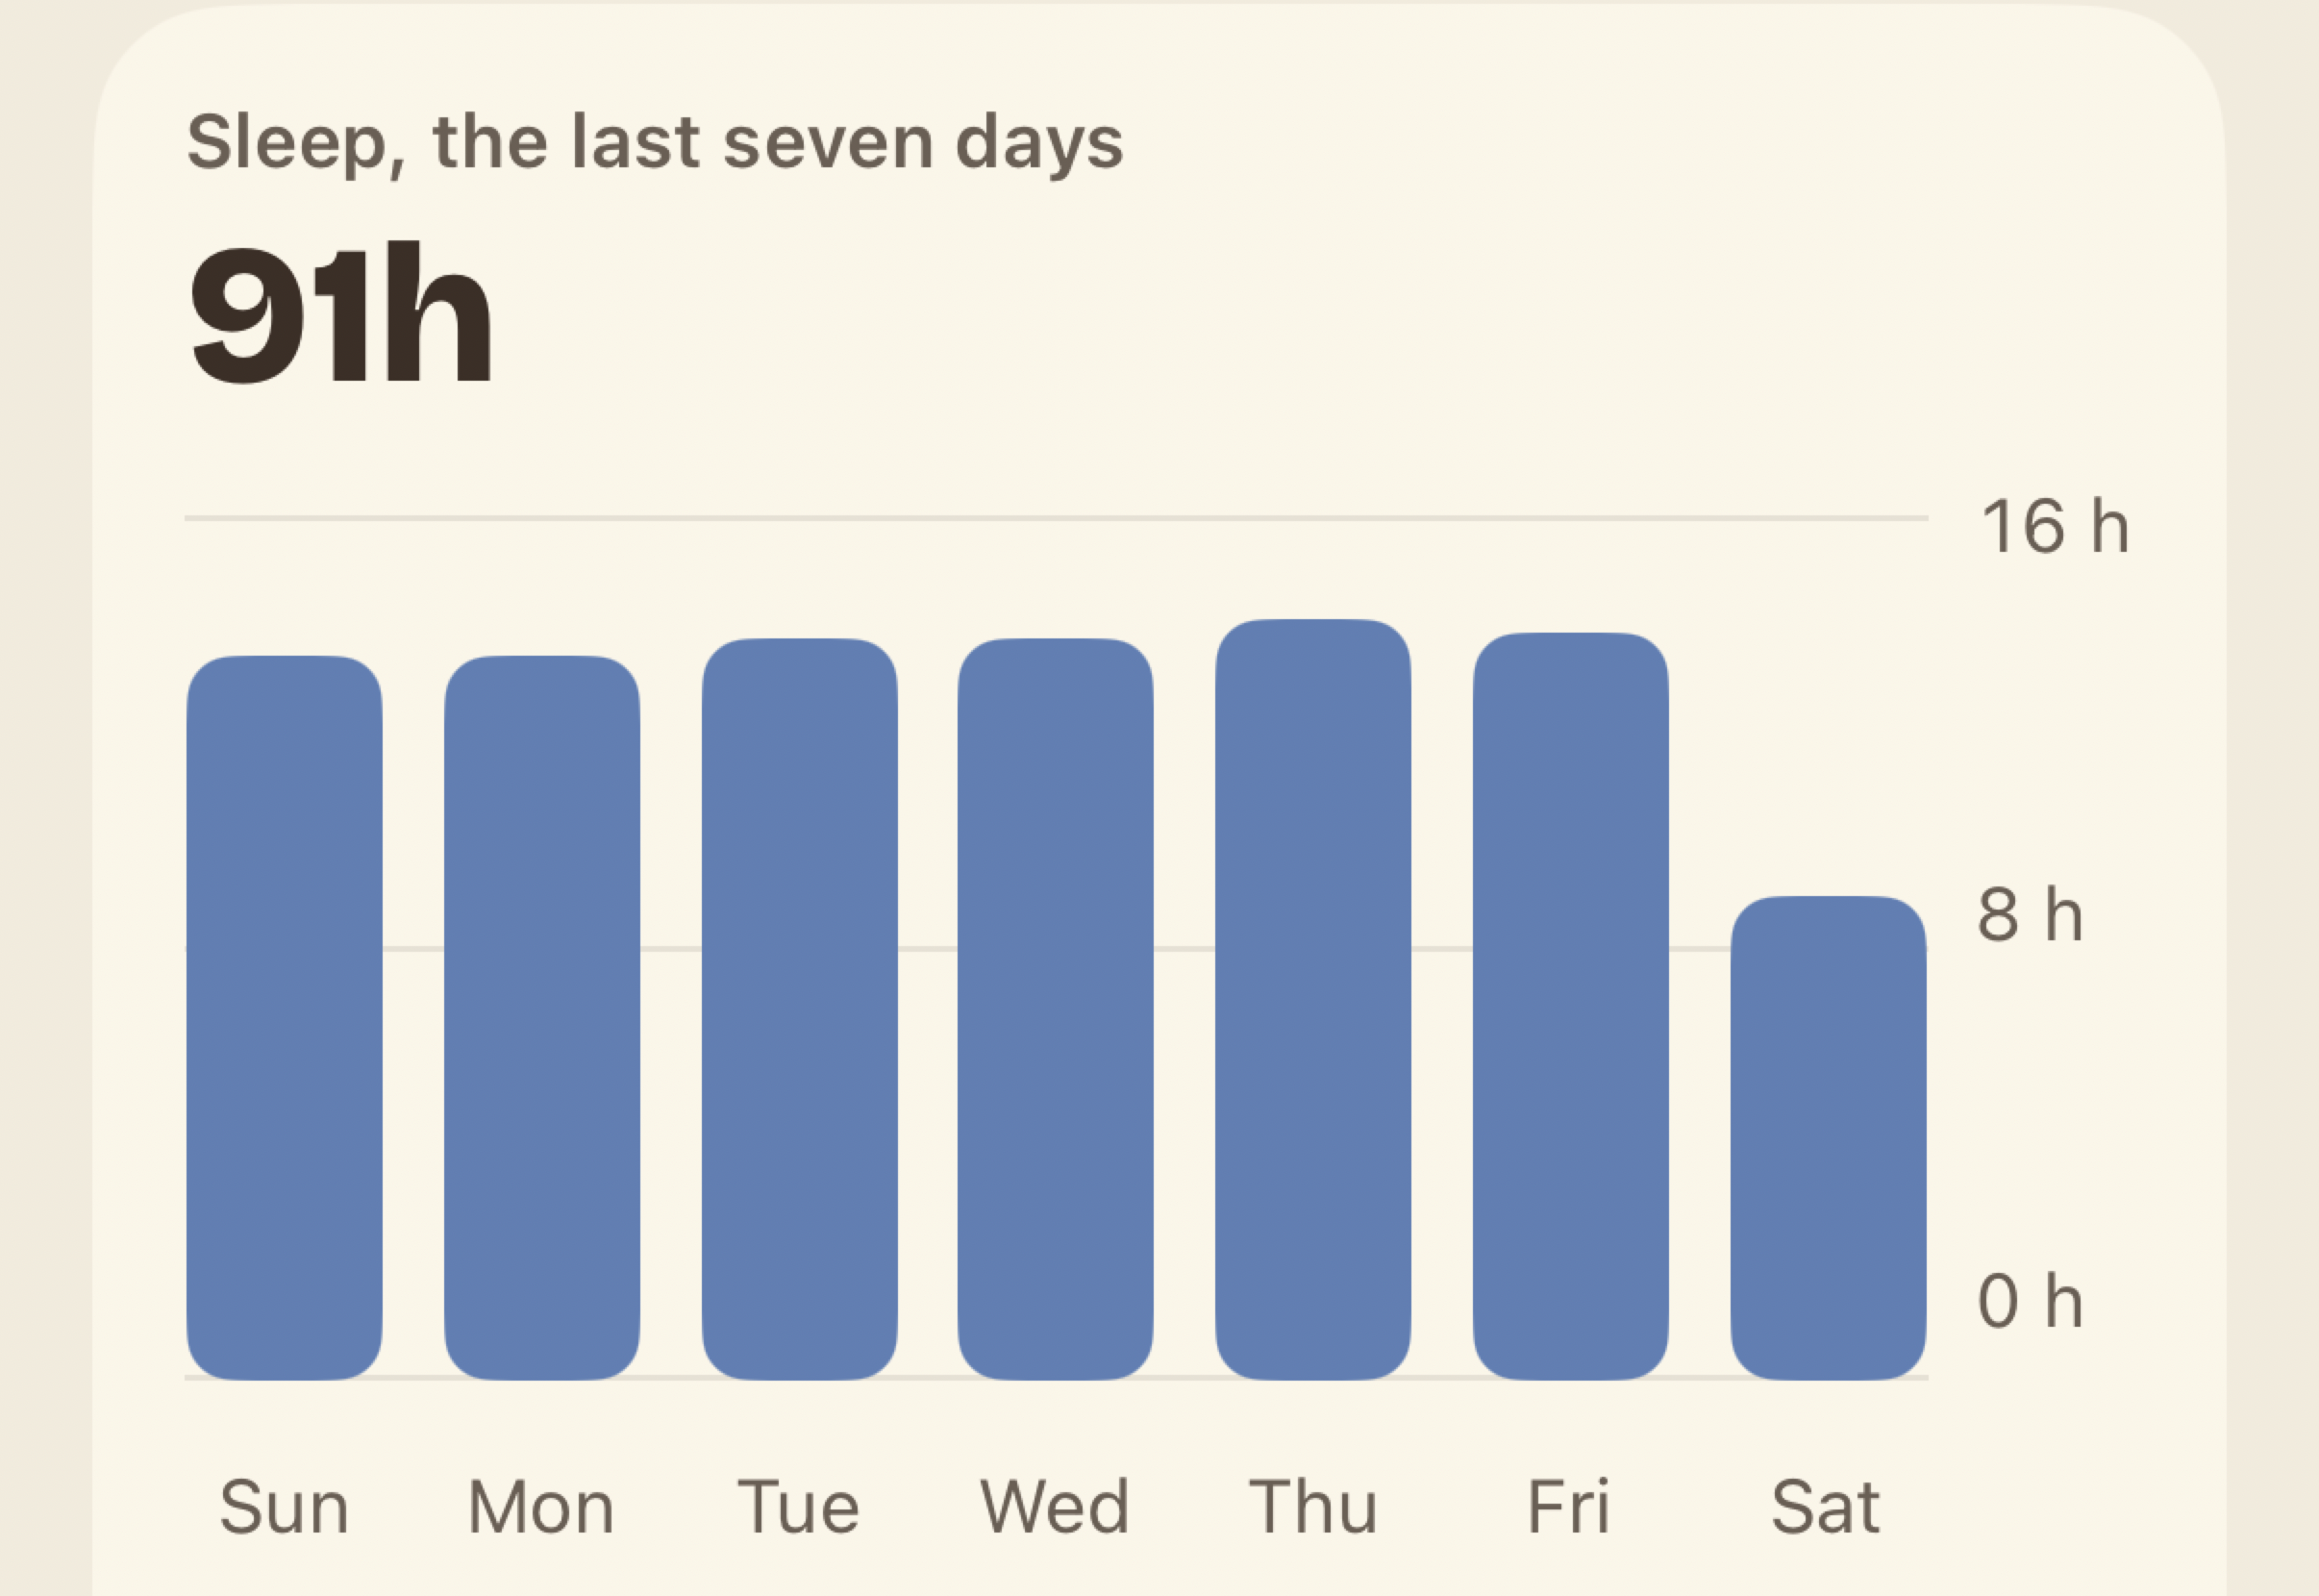 Sleep, the last seven days
91h
16 h
8 h
0 h
Sun Mon Tue Wed Thu Fri Sat